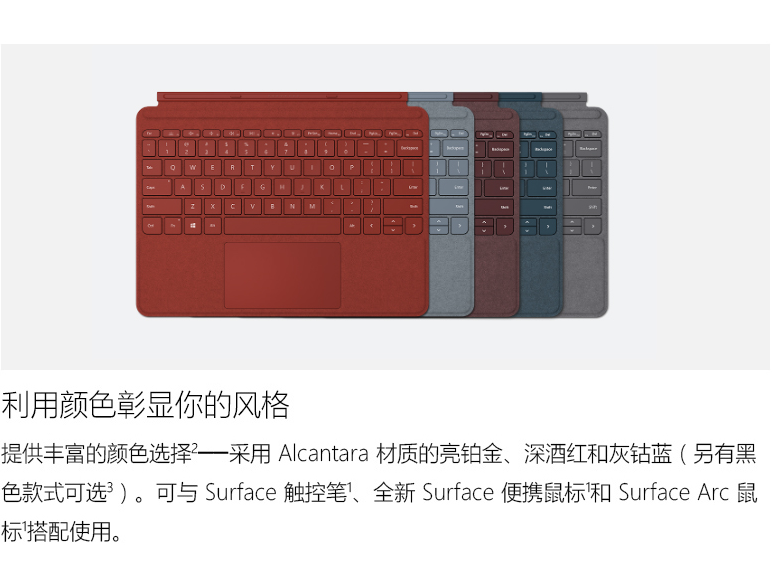 利用颜色彰显你的风格
提供丰富的颜色选择²──采用 Alcantara 材质的亮铂金、深酒红和灰钴蓝（另有黑
色款式可选³）。可与 Surface 触控笔¹、全新 Surface 便携鼠标¹和 Surface Arc 鼠
标¹搭配使用。